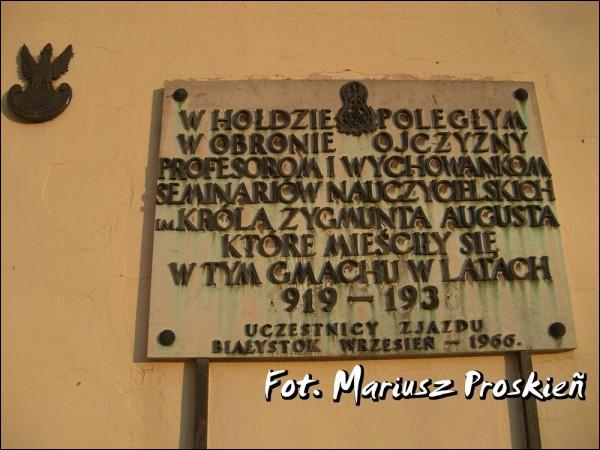 W HOŁDZIE POLEGŁYM
W OBRONIE OJCZYZNY
PROFESOROM I WYCHOWANKOM
SEMINARIÓW NAUCZYCIELSKICH
IM. KRÓLA ZYGMUNTA AUGUSTA
KTÓRE MIEŚCIŁY SIĘ
W TYM GMACHU W LATACH
919 – 193
UCZESTNICY ZJAZDU
BIAŁYSTOK WRZESIEŃ – 1966.
Fot. Mariusz Proskieñ